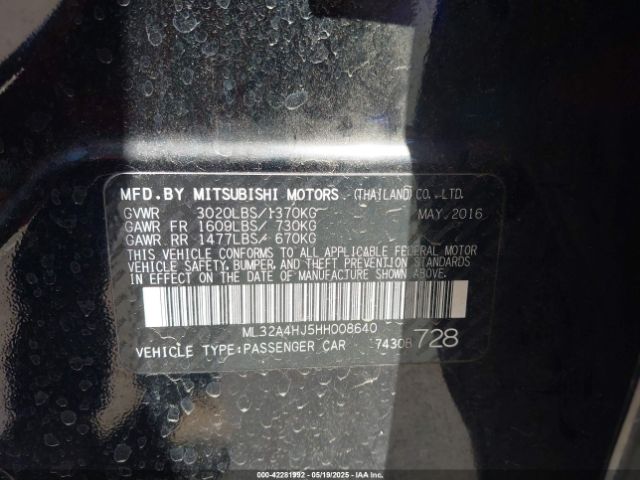 MFD.BY MITSUBISHI MOTORS (THAILAND) CO., LTD.
GVWR 3020LBS/1370KG MAY,2016
GAWR FR 1609LBS/ 730KG
GAWR RR 1477LBS/ 670KG
THIS VEHICLE CONFORMS TO ALL APPLICABLE FEDERAL MOTOR
VEHICLE SAFETY, BUMPER, AND THEFT PREVENTION STANDARDS
IN EFFECT ON THE DATE OF MANUFACTURE SHOWN ABOVE.
ML32A4HJ5HH008640
VEHICLE TYPE:PASSENGER CAR 7430B 728
000-42281992 - 05/19/2025 - IAA Inc.